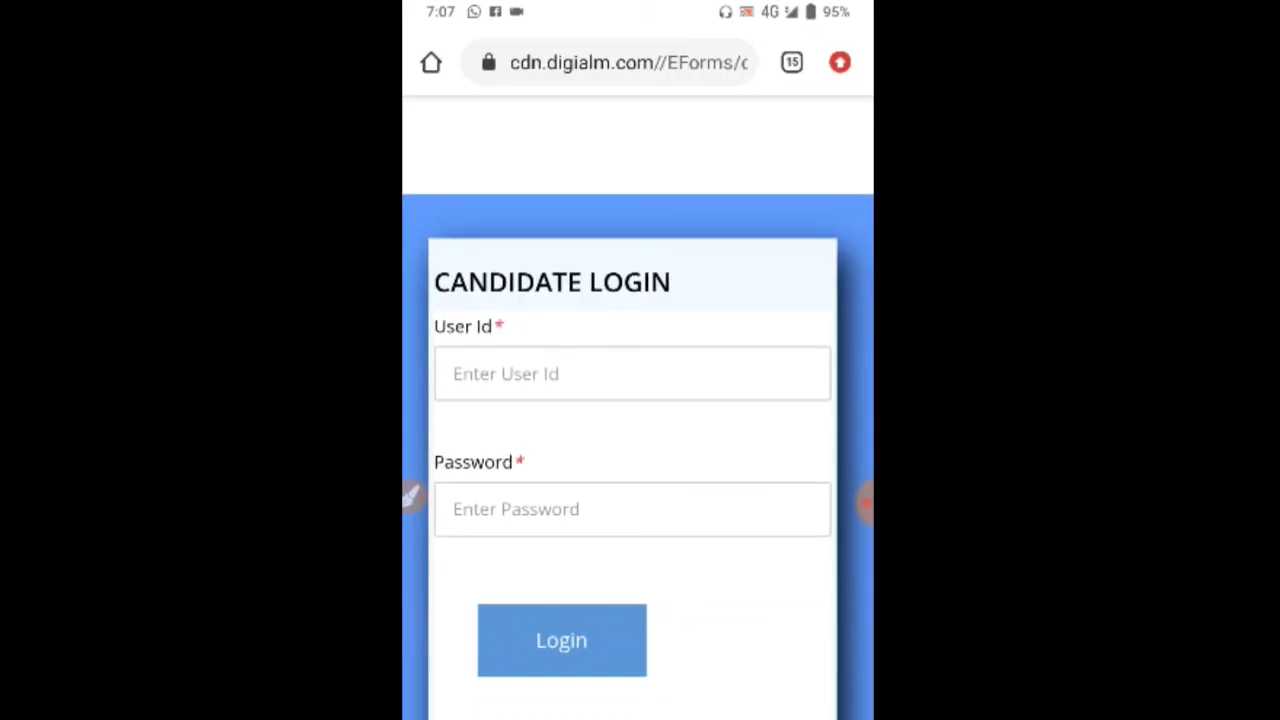 7:07 4G 95%
cdn.digialm.com//EForms/c 15
CANDIDATE LOGIN
User Id*
Enter User Id
Password*
Enter Password
Login